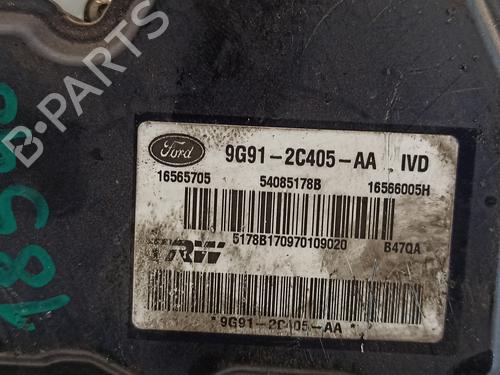 B-PARTS
Ford
9G91-2C405-AA IVD
16565705 54085178B 16566005H
5178B170970109020 B47QA
TRW
*9G91-2C405-AA*